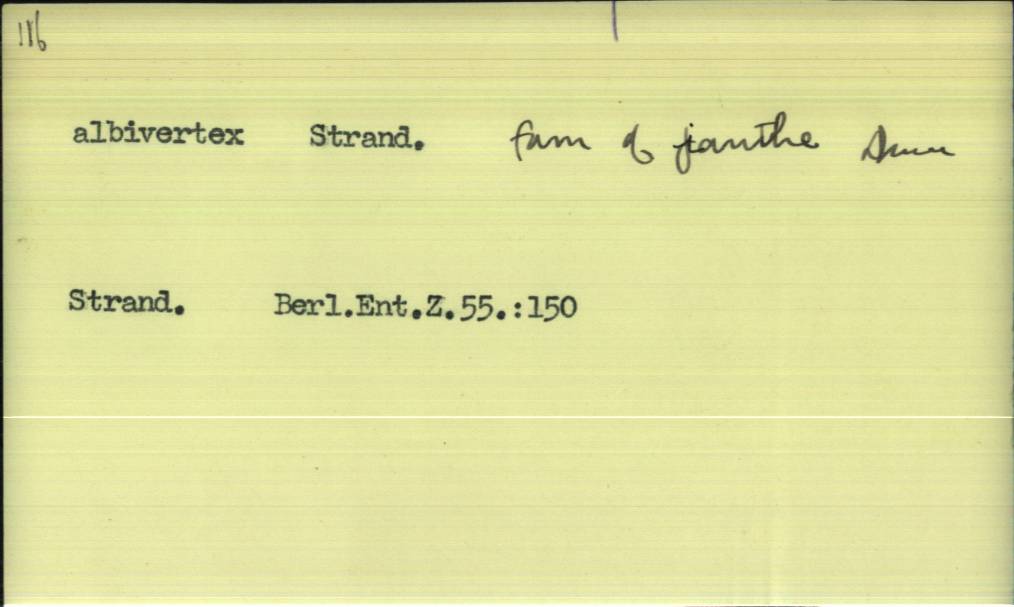 116
albivertex Strand. form of janthe
Strand. Berl.Ent.Z.55.:150